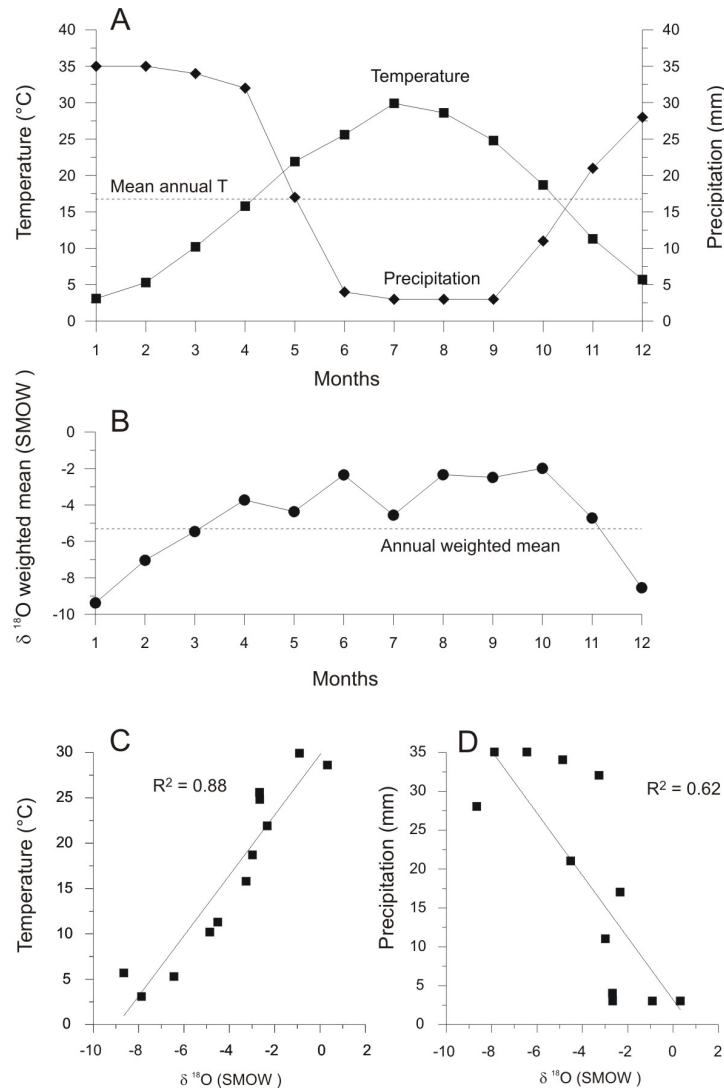 A
40
35
30
25
20
15
10
5
0
Temperature (°C)
Temperature
Mean annual T
Precipitation
40
35
30
25
20
15
10
5
0
Precipitation (mm)
1 2 3 4 5 6 7 8 9 10 11 12
Months
B
0
-2
-4
-6
-8
-10
δ 18O weighted mean (SMOW )
Annual weighted mean
1 2 3 4 5 6 7 8 9 10 11 12
Months
C
30
25
20
15
10
5
0
Temperature (°C)
R2 = 0.88
-10 -8 -6 -4 -2 0 2
δ 18O (SMOW )
D
35
30
25
20
15
10
5
0
Precipitation (mm)
R2 = 0.62
-10 -8 -6 -4 -2 0 2
δ 18O (SMOW )